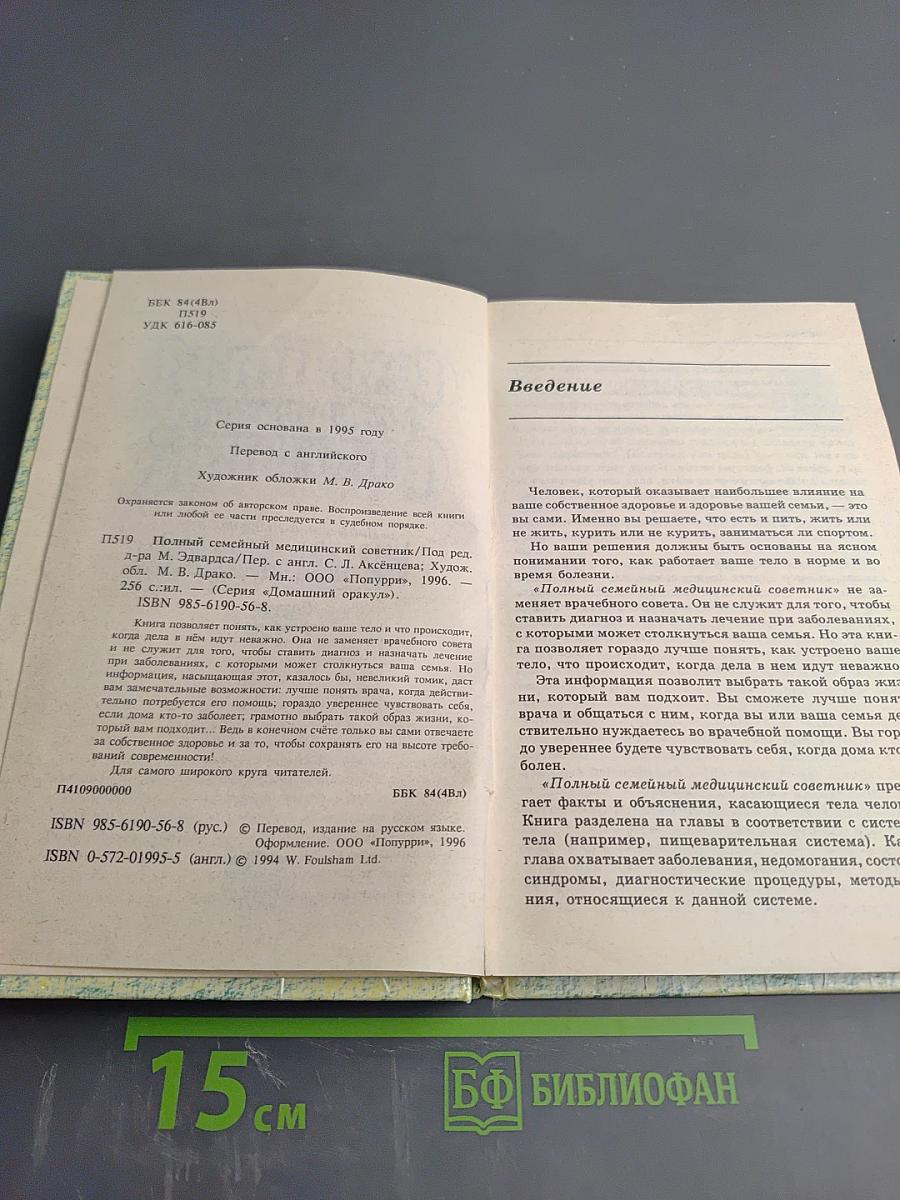 ББК 84(4Вл)
П519
УДК 616-085
Серия основана в 1995 году
Перевод с английского
Художник обложки М. В. Драко
Охраняется законом об авторском праве. Воспроизведение всей книги
или любой ее части преследуется в судебном порядке.
П519 Полный семейный медицинский советник/Под ред.
д-ра М. Эдвардса/Пер. с англ. С. Л. Аксёнцева; Худож.
обл. М. В. Драко. — Мн.: ООО «Попурри», 1996. —
256 с.:ил. — (Серия «Домашний оракул»).
ISBN 985-6190-56-8.
Книга позволяет понять, как устроено ваше тело и что происходит,
когда дела в нём идут неважно. Она не заменяет врачебного совета
и не служит для того, чтобы ставить диагноз и назначать лечение
при заболеваниях, с которыми может столкнуться ваша семья. Но
информация, насыщающая этот, казалось бы, невеликий томик, даст
вам замечательные возможности: лучше понять врача, когда действи-
тельно потребуется его помощь; гораздо увереннее чувствовать себя,
если дома кто-то заболеет; грамотно выбрать такой образ жизни, ко-
торый вам подходит... Ведь в конечном счёте только вы сами отвечаете
за собственное здоровье и за то, чтобы сохранять его на высоте требо-
ваний современности!
Для самого широкого круга читателей.
П4109000000 ББК 84(4Вл)
ISBN 985-6190-56-8 (рус.) © Перевод, издание на русском языке.
Оформление. ООО «Попурри», 1996
ISBN 0-572-01995-5 (англ.) © 1994 W. Foulsham Ltd.
Введение
Человек, который оказывает наибольшее влияние на
ваше собственное здоровье и здоровье вашей семьи, — это
вы сами. Именно вы решаете, что есть и пить, жить или
не жить, курить или не курить, заниматься ли спортом.
Но ваши решения должны быть основаны на ясном
понимании того, как работает ваше тело в норме и во
время болезни.
«Полный семейный медицинский советник» не за-
меняет врачебного совета. Он не служит для того, чтобы
ставить диагноз и назначать лечение при заболеваниях,
с которыми может столкнуться ваша семья. Но эта кни-
га позволяет гораздо лучше понять, как устроено ваше
тело, что происходит, когда дела в нем идут неважно
Эта информация позволит выбрать такой образ жиз
ни, который вам подхоит. Вы сможете лучше понят
врача и общаться с ним, когда вы или ваша семья де
ствительно нуждаетесь во врачебной помощи. Вы гор
до увереннее будете чувствовать себя, когда дома кто
болен.
«Полный семейный медицинский советник» пре
гает факты и объяснения, касающиеся тела челов
Книга разделена на главы в соответствии с систе
тела (например, пищеварительная система). Ка
глава охватывает заболевания, недомогания, состо
синдромы, диагностические процедуры, методы
ния, относящиеся к данной системе.
15 см
БФ БИБЛИОФАН